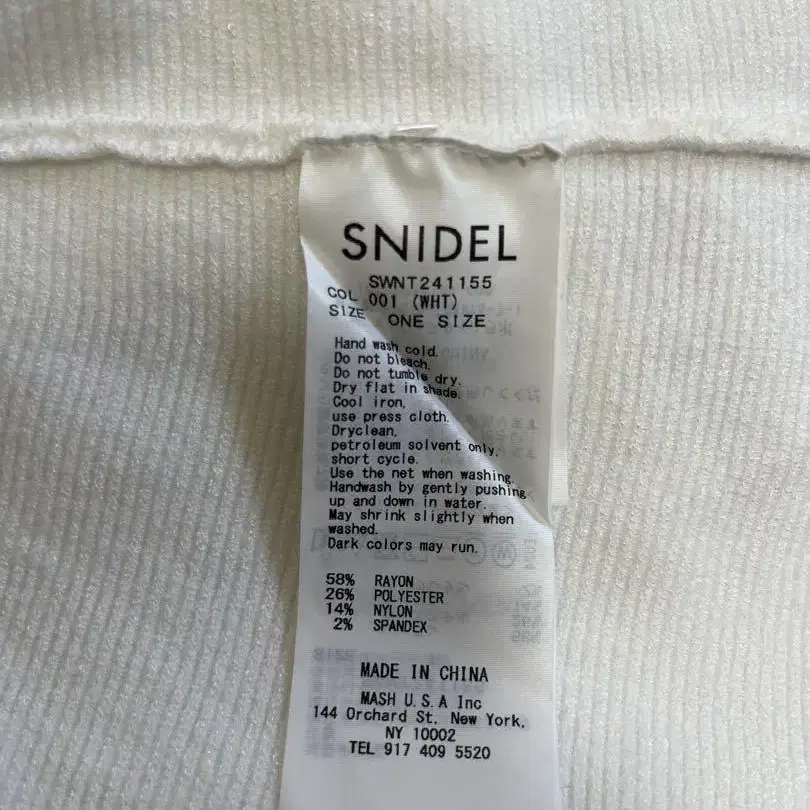 SNIDEL
SWNT241155
COL 001 (WHT)
SIZE ONE SIZE
Hand wash cold.
Do not bleach.
Do not tumble dry.
Dry flat in shade.
Cool iron,
use press cloth.
Dryclean,
petroleum solvent only,
short cycle.
Use the net when washing.
Handwash by gently pushing
up and down in water.
May shrink slightly when
washed.
Dark colors may run.
58% RAYON
26% POLYESTER
14% NYLON
2% SPANDEX
MADE IN CHINA
MASH U.S.A Inc
144 Orchard St. New York,
NY 10002
TEL 917 409 5520